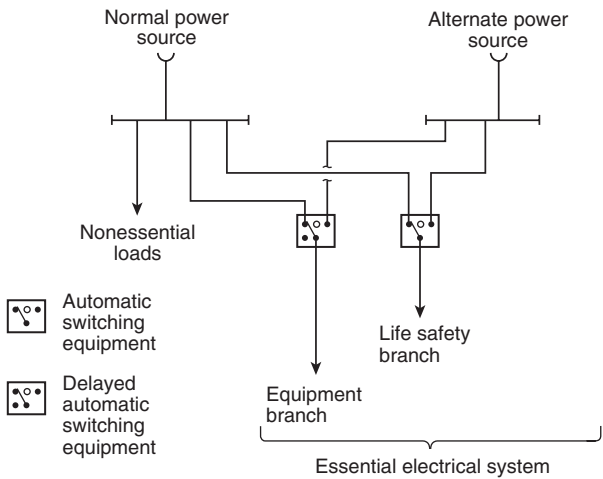 Normal power
source
Alternate power
source
Nonessential
loads
Automatic
switching
equipment
Life safety
branch
Delayed
automatic
switching
equipment
Equipment
branch
Essential electrical system